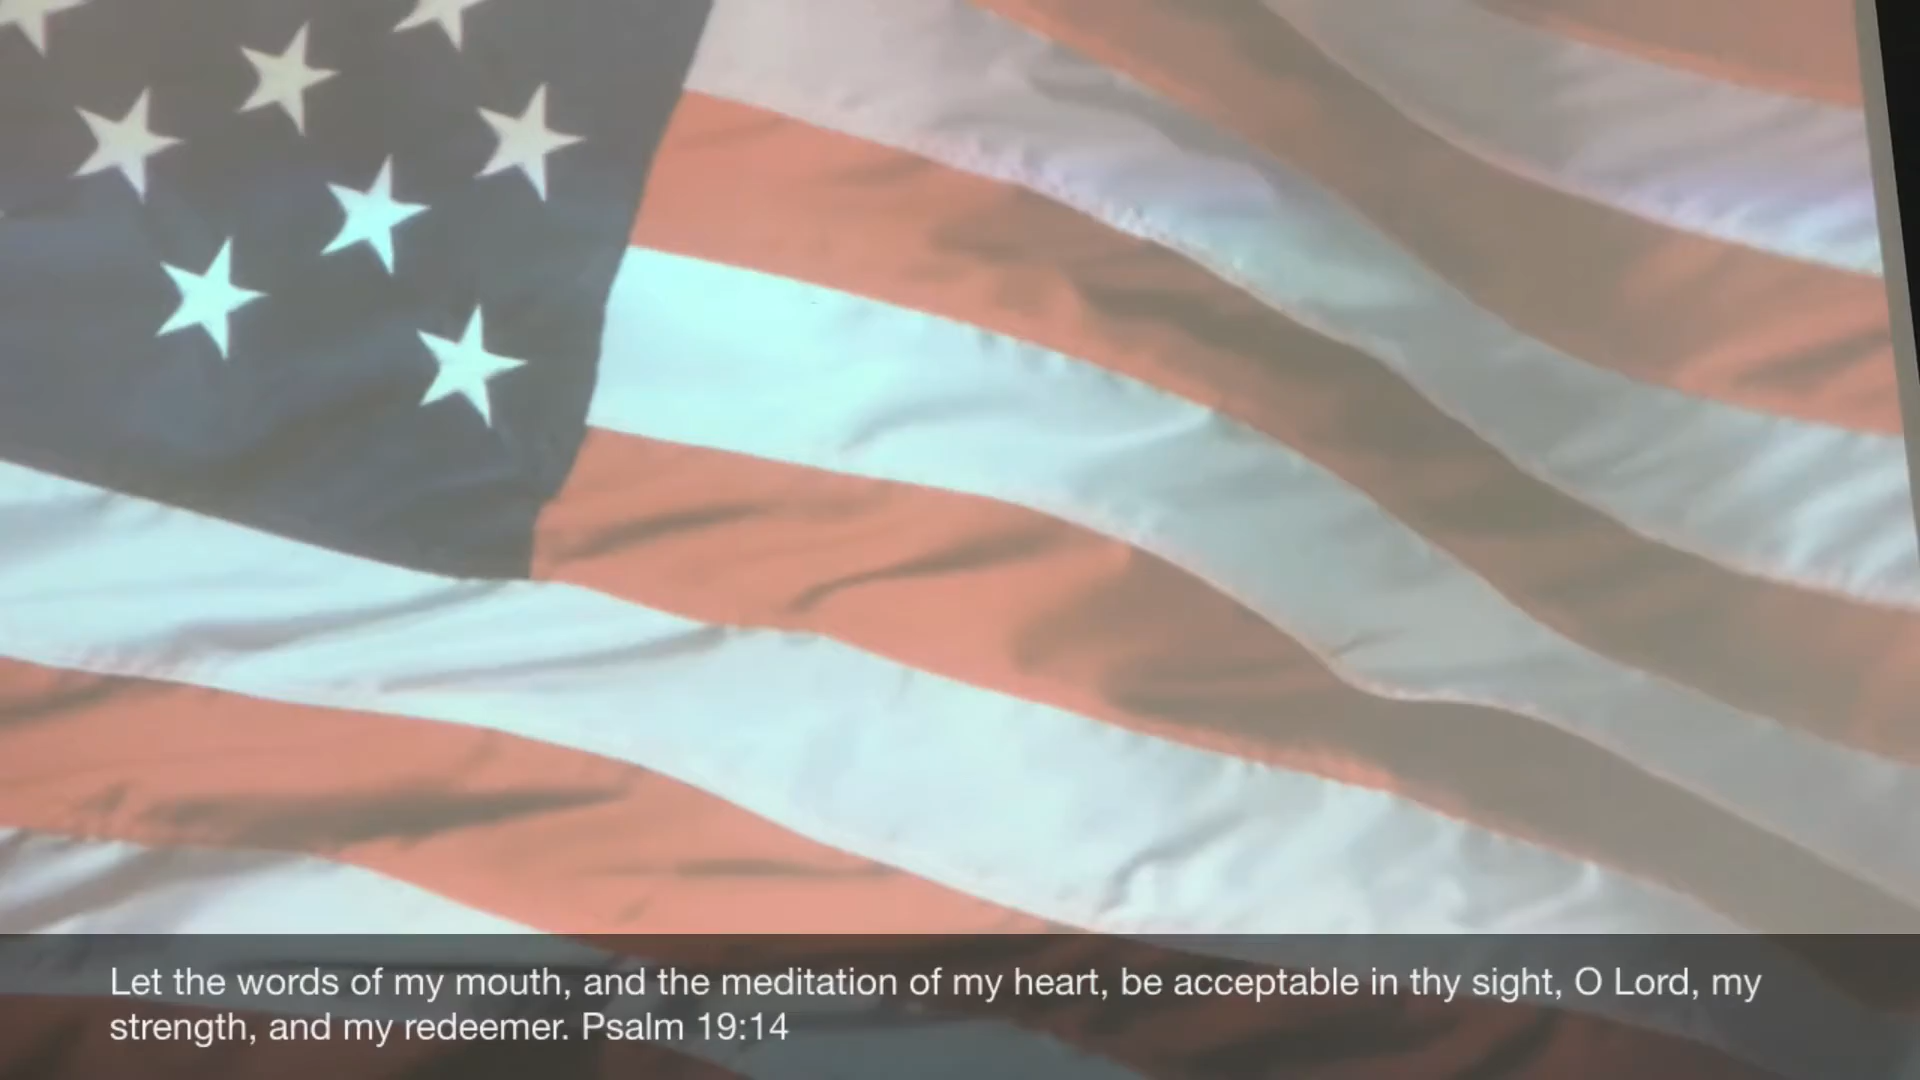 Let the words of my mouth, and the meditation of my heart, be acceptable in thy sight, O Lord, my
strength, and my redeemer. Psalm 19:14